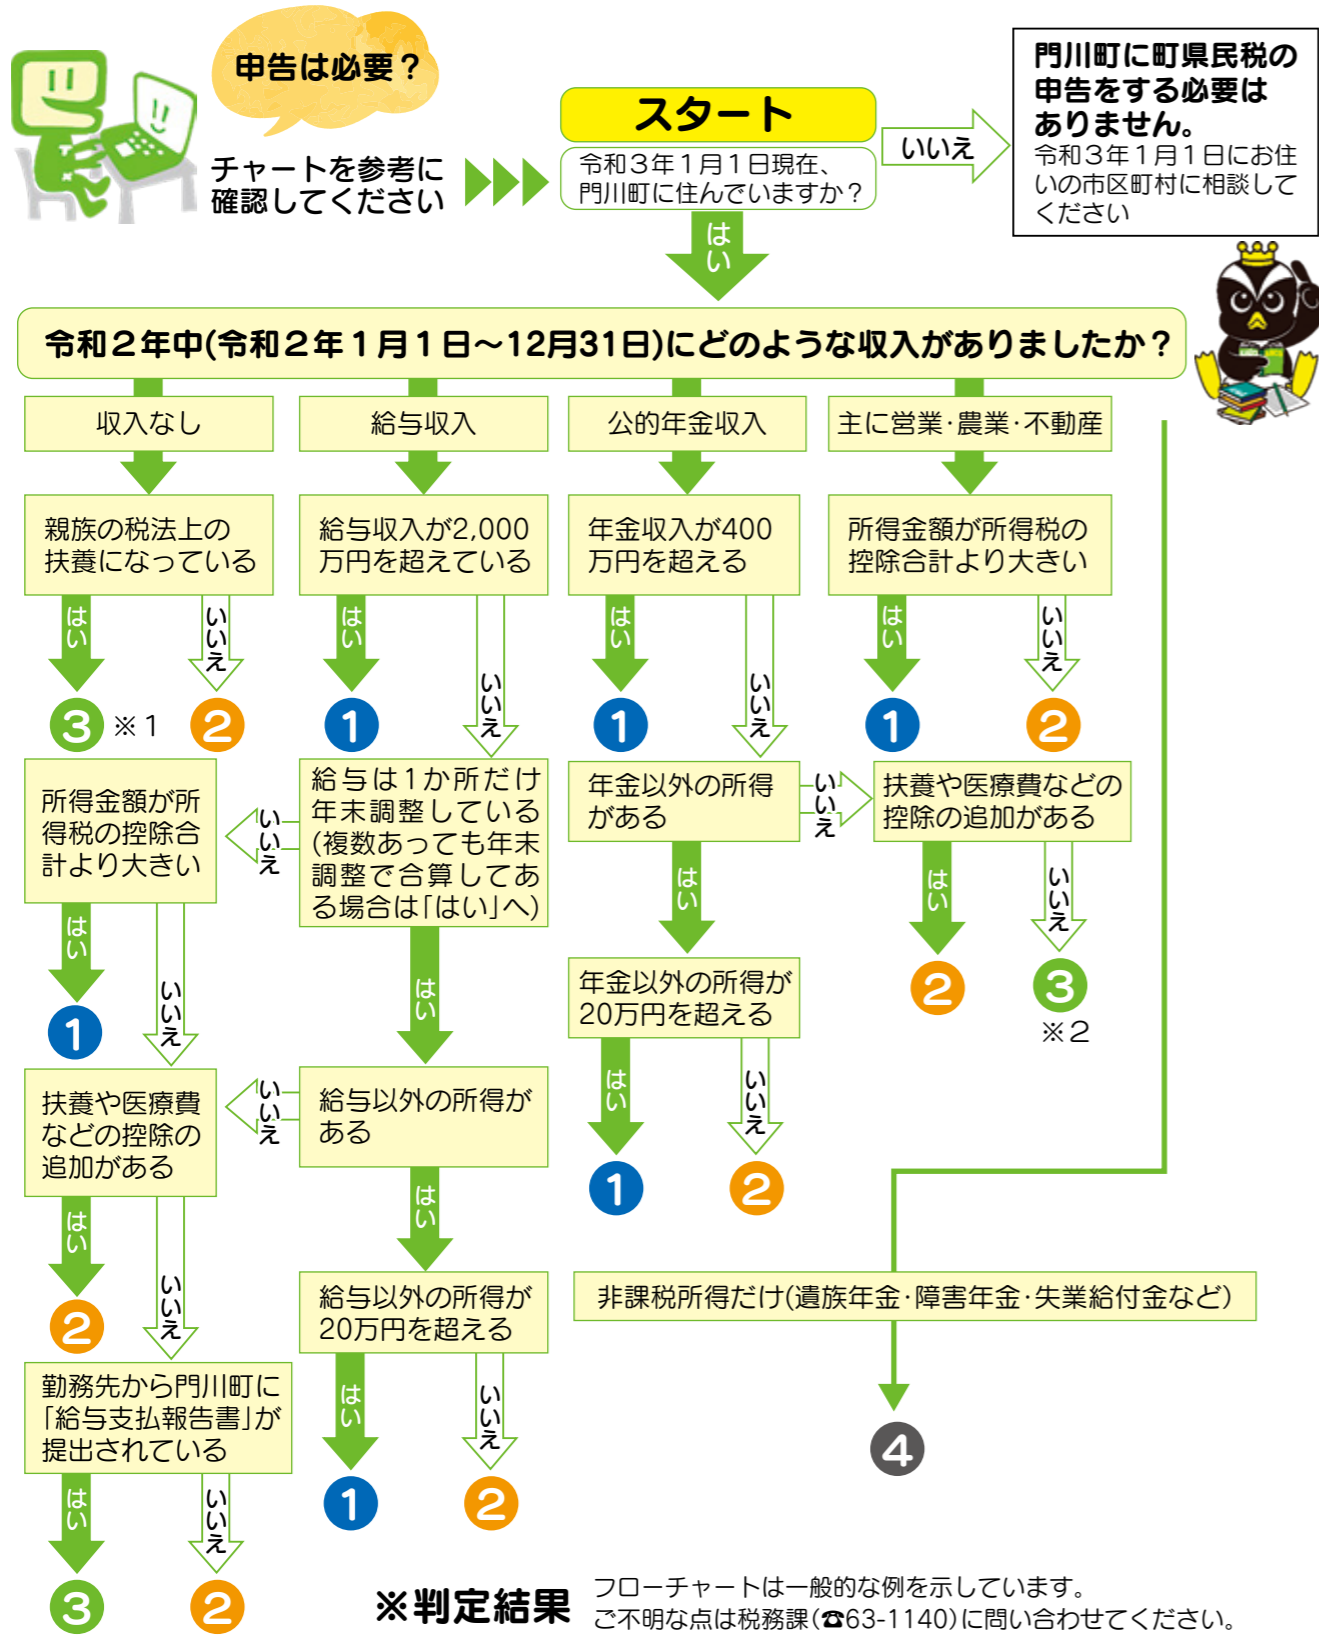 申告は必要？
チャートを参考に
確認してください
スタート
令和３年１月１日現在、
門川町に住んでいますか？
いいえ
門川町に町県民税の
申告をする必要は
ありません。
令和３年１月１日にお住
いの市区町村に相談して
ください
はい
令和２年中(令和２年１月１日〜12月31日)にどのような収入がありましたか？
収入なし
給与収入
公的年金収入
主に営業・農業・不動産
親族の税法上の
扶養になっている
給与収入が2,000
万円を超えている
年金収入が400
万円を超える
所得金額が所得税の
控除合計より大きい
はい
いいえ
はい
いいえ
はい
いいえ
はい
いいえ
3
※１
2
1
1
1
2
所得金額が所
得税の控除合
計より大きい
いいえ
給与は１か所だけ
年末調整している
(複数あっても年末
調整で合算してあ
る場合は｢はい｣へ)
年金以外の所得
がある
いいえ
扶養や医療費などの
控除の追加がある
はい
いいえ
はい
はい
はい
いいえ
1
年金以外の所得が
20万円を超える
2
3
※２
扶養や医療費
などの控除の
追加がある
いいえ
給与以外の所得が
ある
はい
いいえ
1
2
はい
いいえ
はい
2
給与以外の所得が
20万円を超える
非課税所得だけ(遺族年金・障害年金・失業給付金など)
勤務先から門川町に
｢給与支払報告書｣が
提出されている
はい
いいえ
4
はい
いいえ
1
2
3
2
※判定結果
フローチャートは一般的な例を示しています。
ご不明な点は税務課(☎63-1140)に問い合わせてください。